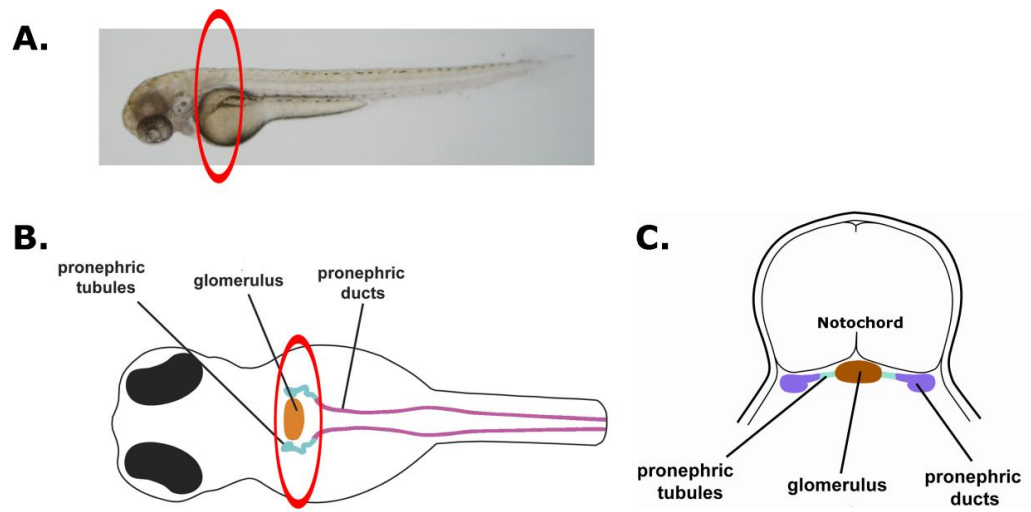 A.
B.
pronephric
tubules
glomerulus
pronephric
ducts
C.
Notochord
pronephric
tubules
glomerulus
pronephric
ducts